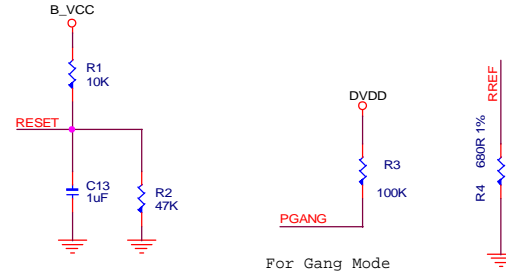 B_VCC
R1
10K
RESET
C13
1uF
R2
47K
DVDD
R3
100K
PGANG
For Gang Mode
RREF
R4 680R 1%